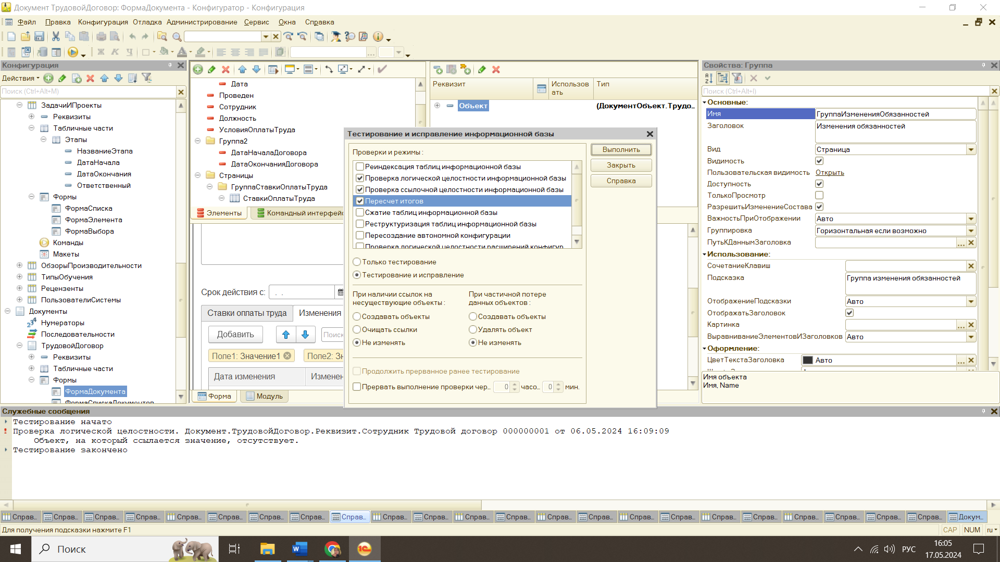 Документ ТрудовойДоговор: ФормаДокумента - Конфигуратор - Конфигурация
Файл Правка Конфигурация Отладка Администрирование Сервис Окна Справка
Конфигурация
Действия
Поиск (Ctrl+Alt+M)
ЗадачиИПроекты
Реквизиты
Табличные части
Этапы
НазваниеЭтапа
ДатаНачала
ДатаОкончания
Ответственный
Формы
ФормаСписка
ФормаЭлемента
ФормаВыбора
Команды
Макеты
ОбзорыПроизводительности
ТипыОбучения
Рецензенты
ПользователиСистемы
Документы
Нумераторы
Последовательности
ТрудовойДоговор
Реквизиты
Табличные части
Формы
ФормаДокумента
ФормаСпискаДокументов
Дата
Проведен
Сотрудник
Должность
УсловияОплатыТруда
Группа2
ДатаНачалаДоговора
ДатаОкончанияДоговора
Страницы
ГруппаСтавкиОплатыТруда
СтавкиОплатыТруда
Элементы
Командный интерфейс
Реквизит
Использов
ать
Тип
Объект
(ДокументОбъект.Трудо...
Срок действия с:
. .
Ставки оплаты труда
Изменения
Добавить
Поиск
Поле1: Значение1
Поле2: Зн
Дата изменения
Изменен
Форма
Модуль
Тестирование и исправление информационной базы
Проверки и режимы :
Реиндексация таблиц информационной базы
Проверка логической целостности информационной базы
Проверка ссылочной целостности информационной базы
Пересчет итогов
Сжатие таблиц информационной базы
Реструктуризация таблиц информационной базы
Пересоздание автономной конфигурации
Проверка логической целостности расширений конфигур
Выполнить
Закрыть
Справка
Только тестирование
Тестирование и исправление
При наличии ссылок на
несуществующие объекты :
Создавать объекты
Очищать ссылки
Не изменять
При частичной потере
данных объектов :
Создавать объекты
Удалять объект
Не изменять
Продолжить прерванное ранее тестирование
Прервать выполнение проверки чер... 0 часо... 0 мин.
Свойства: Группа
Поиск (Ctrl+Alt+I)
Основные:
Имя ГруппаИзмененияОбязанностей
Заголовок Изменения обязанностей
Вид Страница
Видимость
Пользовательская видимость Открыть
Доступность
ТолькоПросмотр
РазрешитьИзменениеСостава
ВажностьПриОтображении Авто
Группировка Горизонтальная если возможно
ПутьКДаннымЗаголовка
Использование:
СочетаниеКлавиш
Подсказка Группа изменения обязанностей
ОтображениеПодсказки Авто
ОтображатьЗаголовок
Картинка
ВыравниваниеЭлементовИЗаголовков Авто
Оформление:
ЦветТекстаЗаголовка Авто
Имя объекта
Имя, Name
Служебные сообщения
Тестирование начато
Проверка логической целостности. Документ.ТрудовойДоговор.Реквизит.Сотрудник Трудовой договор 000000001 от 06.05.2024 16:09:09
Объект, на который ссылается значение, отсутствует.
Тестирование закончено
Справ... Справ... Справ... Справ... Справ... Справ... Справ... Справ... Справ... Справ... Справ... Справ... Справ... Справ... Справ... Справ... Справ... Справ... Справ... Справ... Справ... Справ... Справ... Докум...
Для получения подсказки нажмите F1
CAP NUM ru
Поиск
РУС
16:05
17.05.2024